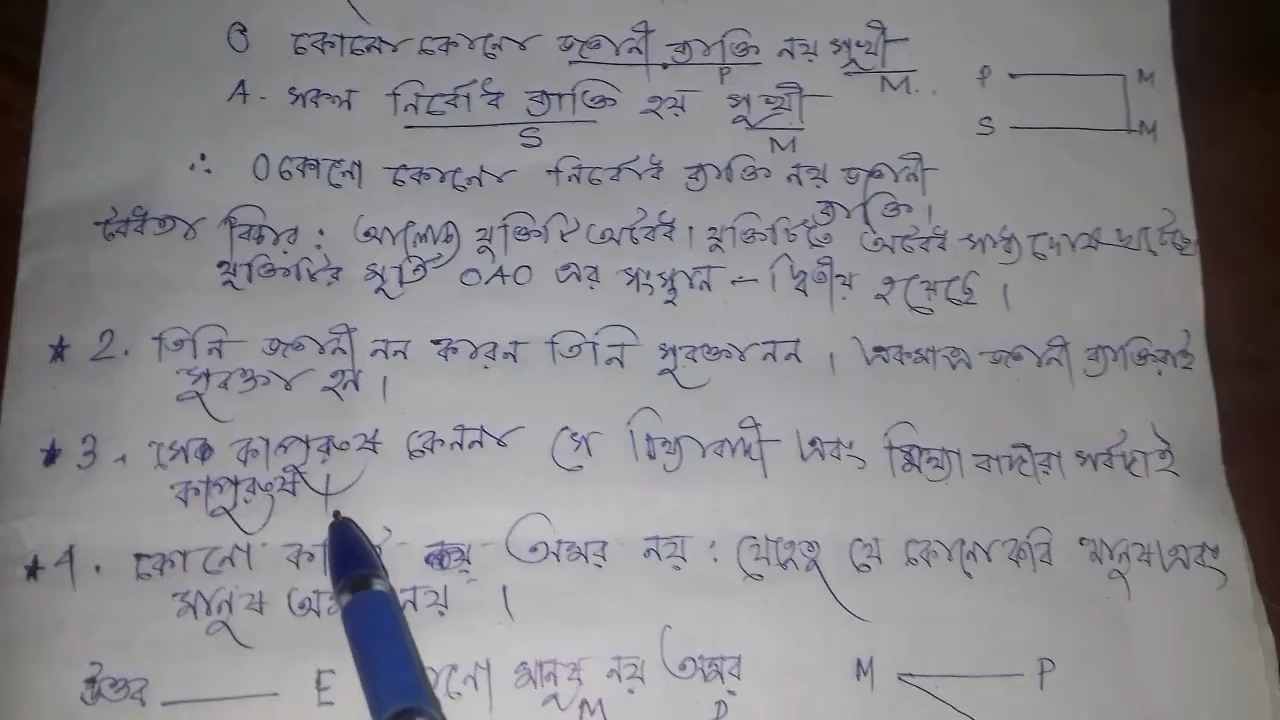 O কোনো কোনো জ্ঞানী ব্যক্তি নয় সুখী
P M
A. সকল নির্বোধ ব্যক্তি হয় সুখী
S M
P M
S M
∴ O কোনো কোনো নির্বোধ ব্যক্তি নয় জ্ঞানী
ব্যক্তি।
বৈধতা বিচার: আলোচ্য যুক্তিটি অবৈধ। যুক্তিটিতে অবৈধ সাধ্য দোষ ঘটেছে
যুক্তিটির মূর্তি OAO এর সংস্থান – দ্বিতীয় হয়েছে।
★ 2. তিনি জ্ঞানী নন কারন তিনি সুবক্তা নন। একমাত্র জ্ঞানী ব্যক্তিরাই
সুবক্তা হন।
★ 3. সে কাপুরুষ কেননা সে মিথ্যাবাদী এবং মিথ্যাবাদীরা সর্বদাই
কাপুরুষ।
★ 4. কোনো অমর নয়: যেহেতু যে কোনো কবি মানুষ এবং
মানুষ নয়।
উত্তর — E মানুষ নয় অমর
M P
M P